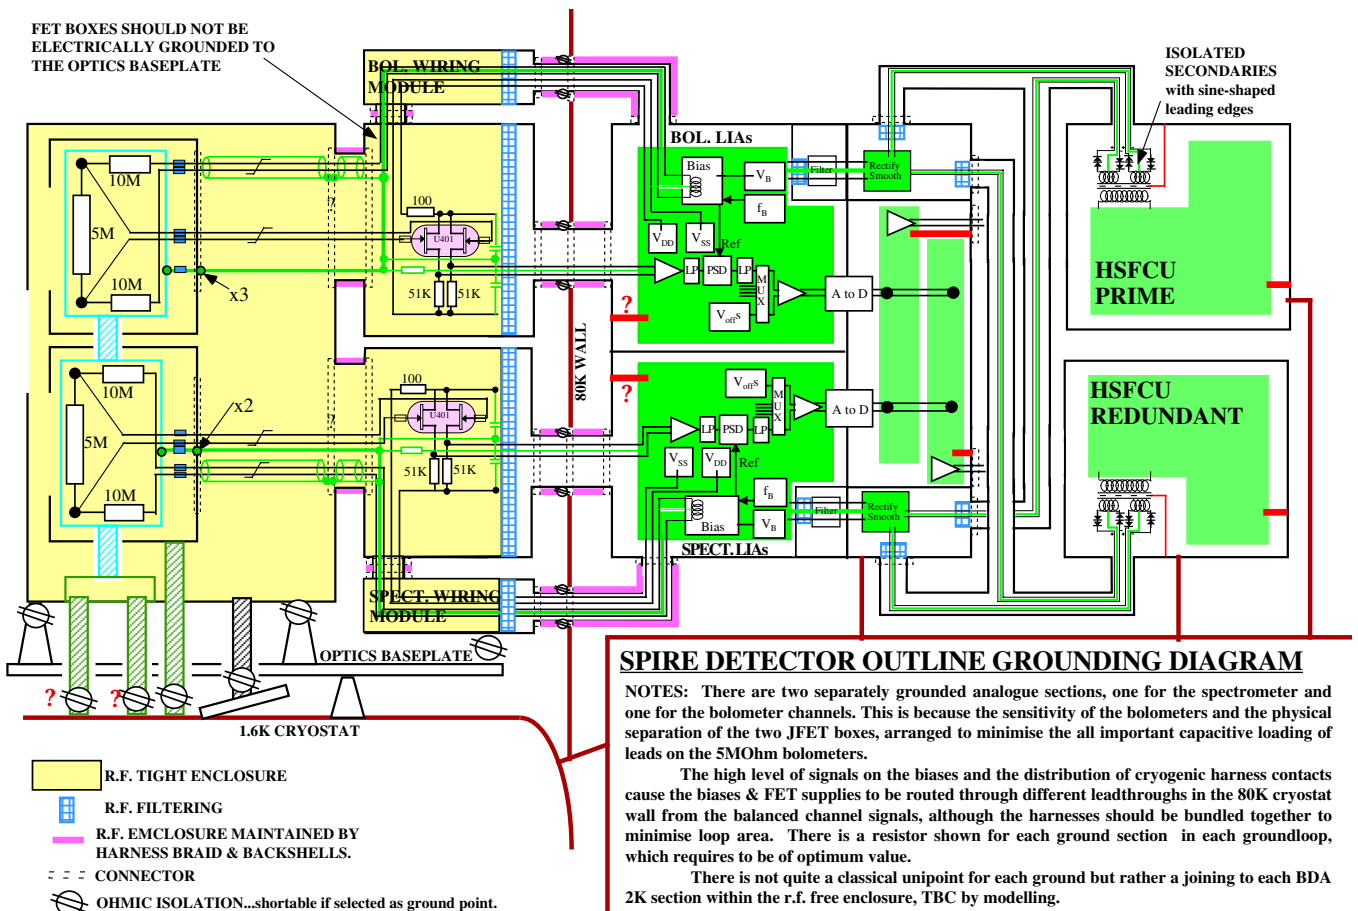 FET BOXES SHOULD NOT BE
ELECTRICALLY GROUNDED TO
THE OPTICS BASEPLATE
BOL. WIRING
MODULE
ISOLATED
SECONDARIES
with sine-shaped
leading edges
BOL. LIAs
10M
5M
10M
x3
100
U401
51K
51K
?
80K WALL
Bias
V_B
f_B
Filter
Rectify
Smooth
V_DD
V_SS
Ref
LP
PSD
LP
M
U
X
V_off s
A to D
HSFCU
PRIME
10M
5M
10M
x2
100
U401
51K
51K
?
V_off s
M
U
X
A to D
LP
PSD
LP
V_SS
V_DD
Ref
f_B
V_B
Bias
Filter
Rectify
Smooth
SPECT. LIAs
HSFCU
REDUNDANT
SPECT. WIRING
MODULE
OPTICS BASEPLATE
?
?
1.6K CRYOSTAT
R.F. TIGHT ENCLOSURE
R.F. FILTERING
R.F. EMCLOSURE MAINTAINED BY
HARNESS BRAID & BACKSHELLS.
CONNECTOR
OHMIC ISOLATION...shortable if selected as ground point.
SPIRE DETECTOR OUTLINE GROUNDING DIAGRAM
NOTES: There are two separately grounded analogue sections, one for the spectrometer and
one for the bolometer channels. This is because the sensitivity of the bolometers and the physical
separation of the two JFET boxes, arranged to minimise the all important capacitive loading of
leads on the 5MOhm bolometers.
The high level of signals on the biases and the distribution of cryogenic harness contacts
cause the biases & FET supplies to be routed through different leadthroughs in the 80K cryostat
wall from the balanced channel signals, although the harnesses should be bundled together to
minimise loop area. There is a resistor shown for each ground section in each groundloop,
which requires to be of optimum value.
There is not quite a classical unipoint for each ground but rather a joining to each BDA
2K section within the r.f. free enclosure, TBC by modelling.